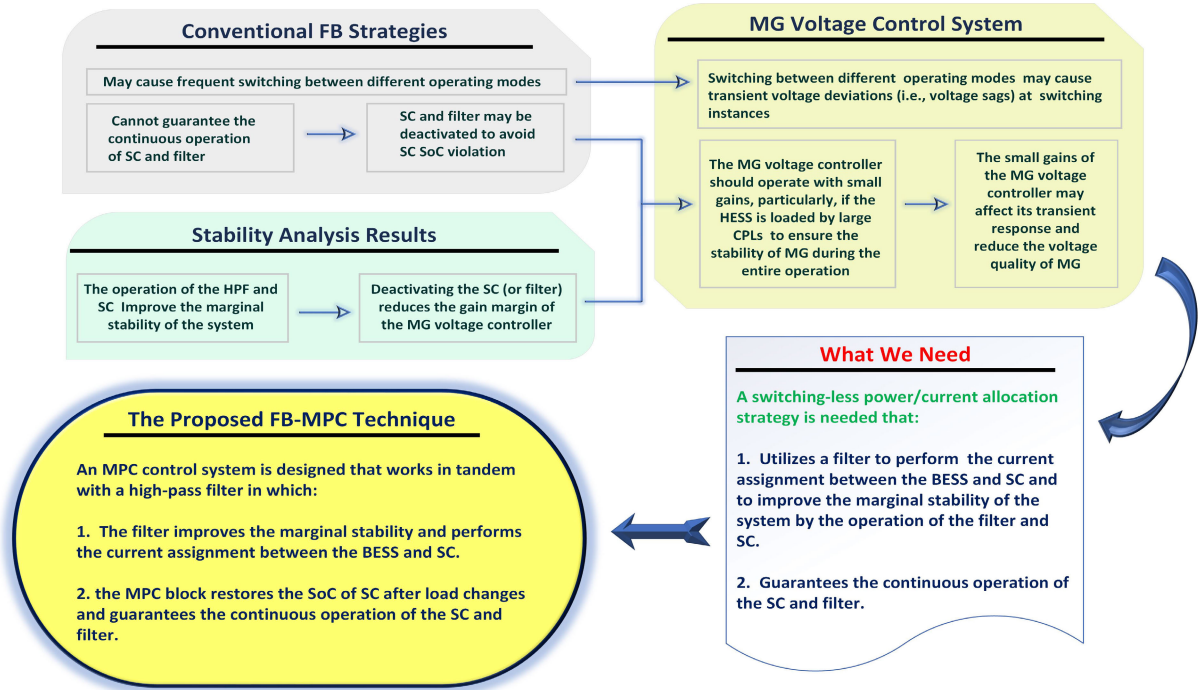 Conventional FB Strategies
May cause frequent switching between different operating modes
Cannot guarantee the
continuous operation
of SC and filter
SC and filter may be
deactivated to avoid
SC SoC violation
Stability Analysis Results
The operation of the HPF and
SC Improve the marginal
stability of the system
Deactivating the SC (or filter)
reduces the gain margin of
the MG voltage controller
MG Voltage Control System
Switching between different operating modes may cause
transient voltage deviations (i.e., voltage sags) at switching
instances
The MG voltage controller
should operate with small
gains, particularly, if the
HESS is loaded by large
CPLs to ensure the
stability of MG during the
entire operation
The small gains of
the MG voltage
controller may
affect its transient
response and
reduce the voltage
quality of MG
What We Need
A switching-less power/current allocation
strategy is needed that:
1. Utilizes a filter to perform the current
assignment between the BESS and SC and
to improve the marginal stability of the
system by the operation of the filter and
SC.
2. Guarantees the continuous operation of
the SC and filter.
The Proposed FB-MPC Technique
An MPC control system is designed that works in tandem
with a high-pass filter in which:
1. The filter improves the marginal stability and performs
the current assignment between the BESS and SC.
2. the MPC block restores the SoC of SC after load changes
and guarantees the continuous operation of the SC and
filter.